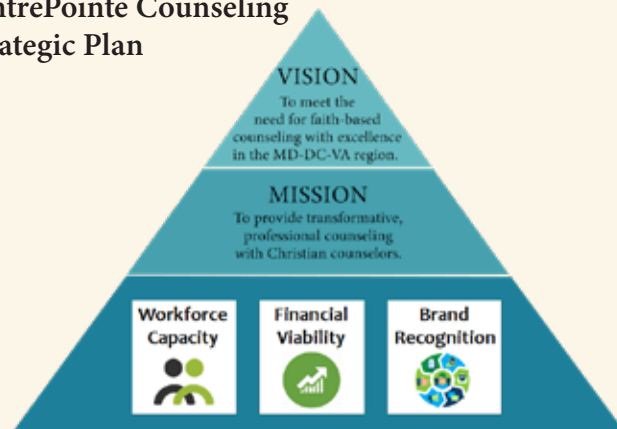 ntrePointe Counseling
ategic Plan
VISION
To meet the
need for faith-based
counseling with excellence
in the MD-DC-VA region.
MISSION
To provide transformative,
professional counseling
with Christian counselors.
Workforce
Capacity
Financial
Viability
Brand
Recognition